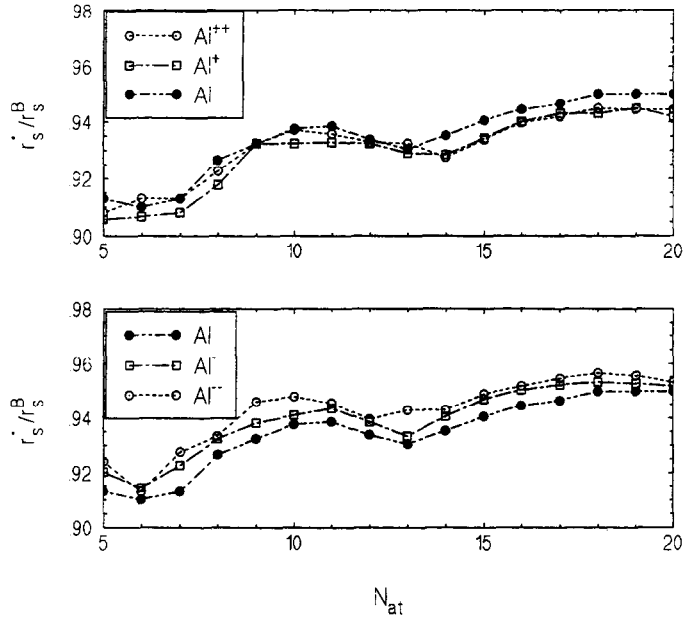 .98
.96
.94
.92
.90
r*s/rBs
Al++
Al+
Al
5
10
15
20
.98
.96
.94
.92
.90
r*s/rBs
Al
Al-
Al--
5
10
15
20
Nat